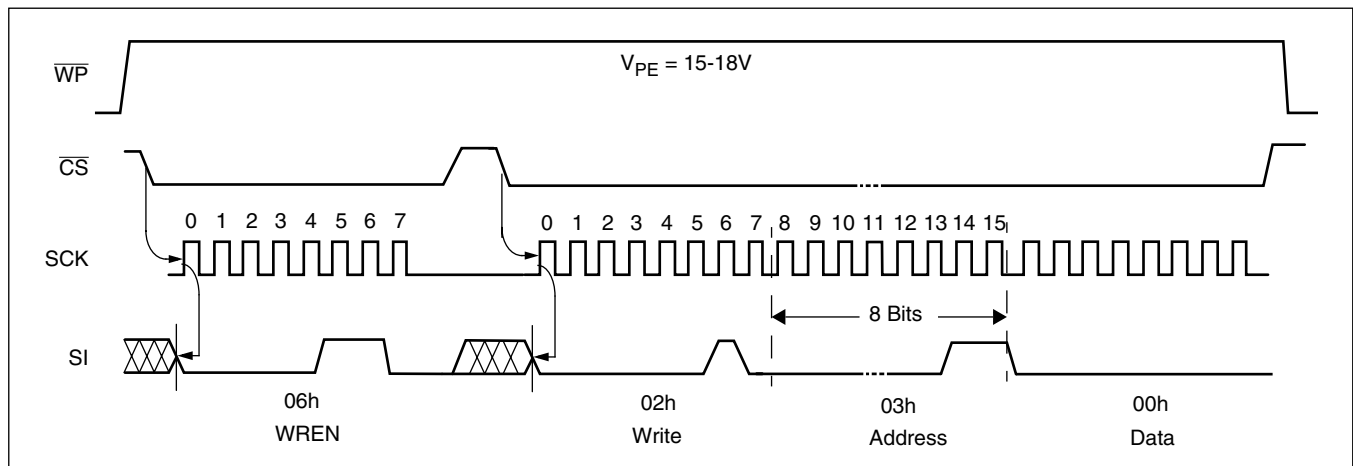 WP
V_PE = 15-18V
CS
0 1 2 3 4 5 6 7
0 1 2 3 4 5 6 7 8 9 10 11 12 13 14 15
SCK
8 Bits
SI
06h
02h
03h
00h
WREN
Write
Address
Data